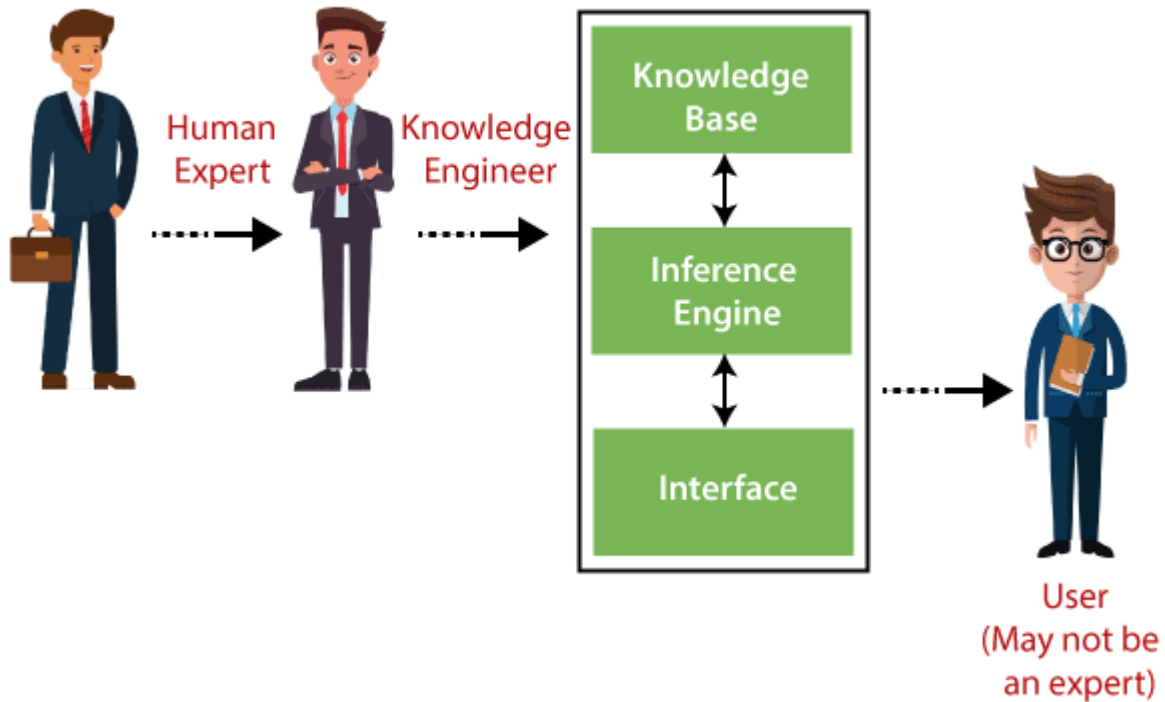 Human
Expert
Knowledge
Engineer
Knowledge
Base
Inference
Engine
Interface
User
(May not be
an expert)